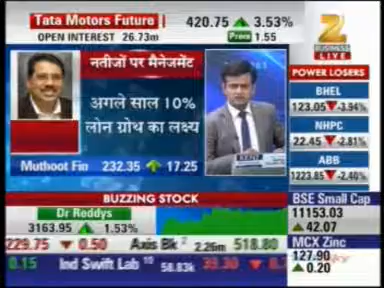 Tata Motors Future 420.75 3.53%
OPEN INTEREST 26.73m Prem 1.55
Z
BUSINESS
LIVE
नतीजों पर मैनेजमेंट
अगले साल 10%
लोन ग्रोथ का लक्ष्य
Muthoot Fin 232.35 17.25
POWER LOSERS
BHEL
123.05 -3.94%
NHPC
22.45 -2.81%
ABB
1223.85 -2.40%
BUZZING STOCK
Dr Reddys
3163.95 1.53%
BSE Small Cap
11153.03
42.07
MCX Zinc
127.90
0.20
229.75 0.50 Axis Bk 2.26m 518.80
0.15 Ind Swift Lab 58.83k